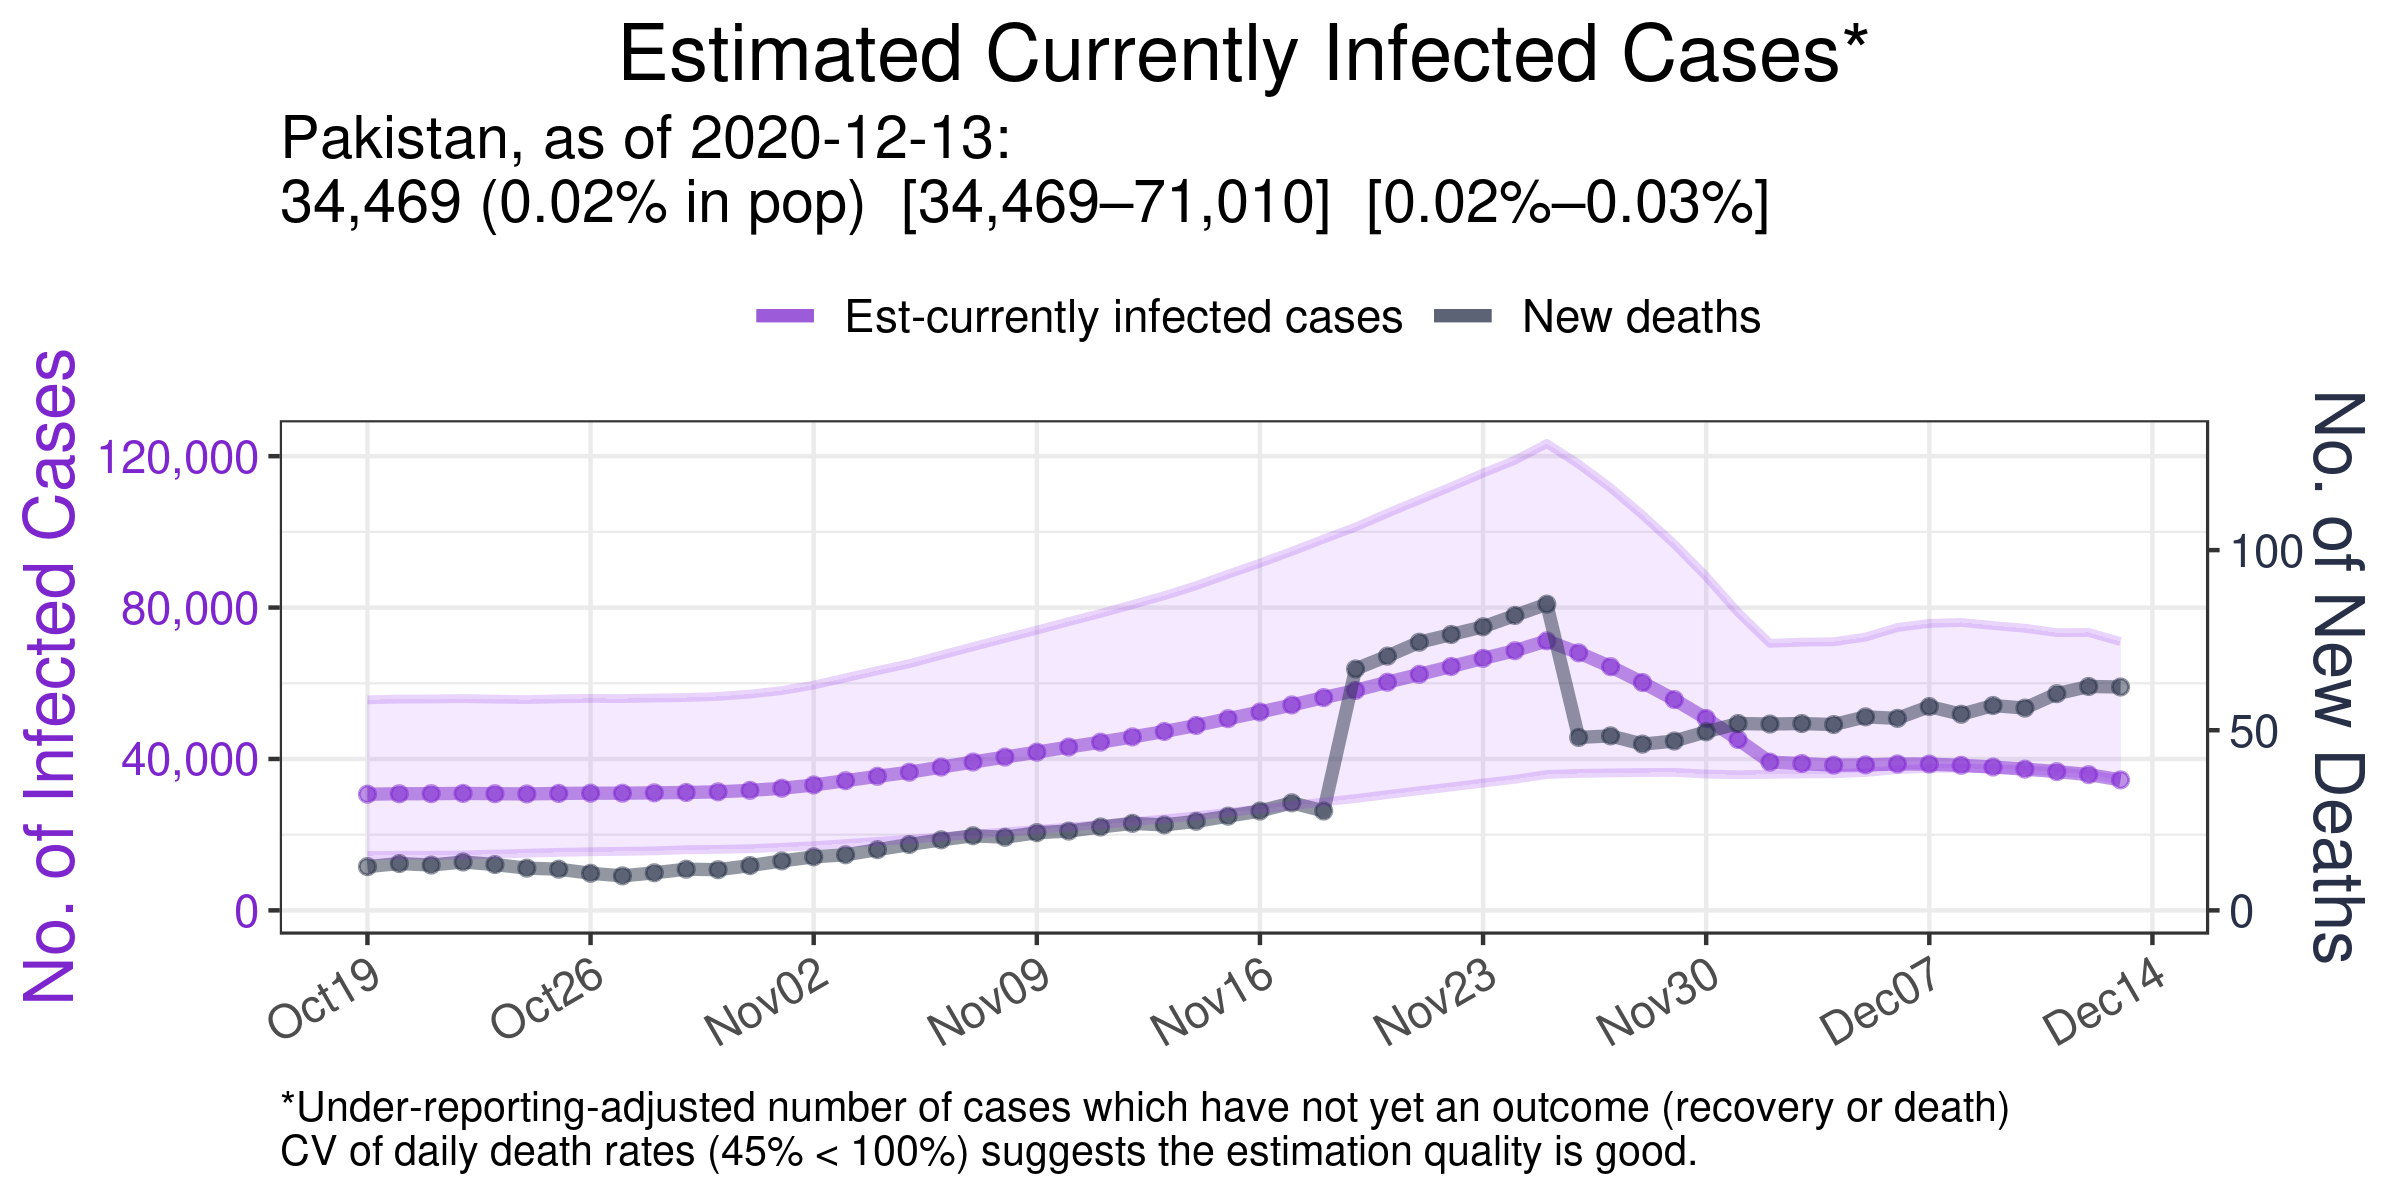 Estimated Currently Infected Cases*
Pakistan, as of 2020-12-13:
34,469 (0.02% in pop)  [34,469–71,010]  [0.02%–0.03%]
Est-currently infected cases
New deaths
No. of Infected Cases
120,000
80,000
40,000
0
100
50
0
No. of New Deaths
Oct19
Oct26
Nov02
Nov09
Nov16
Nov23
Nov30
Dec07
Dec14
*Under-reporting-adjusted number of cases which have not yet an outcome (recovery or death)
CV of daily death rates (45% < 100%) suggests the estimation quality is good.